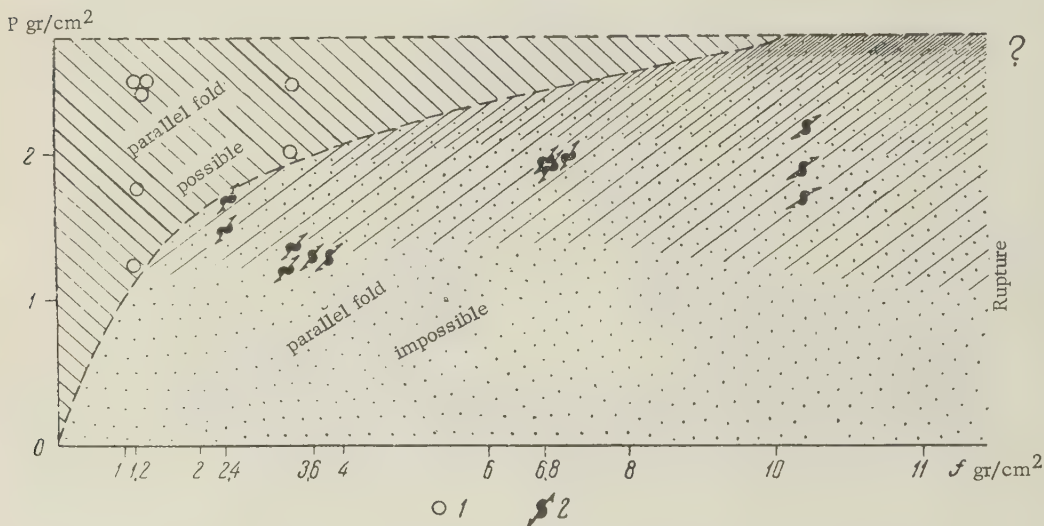 P gr/cm2
?
parallel fold
possible
2
1
parallel fold
impossible
Rupture
0
1 1,2 2 2,4 3,6 4 6 6,8 8 10 11 f gr/cm2
1 2